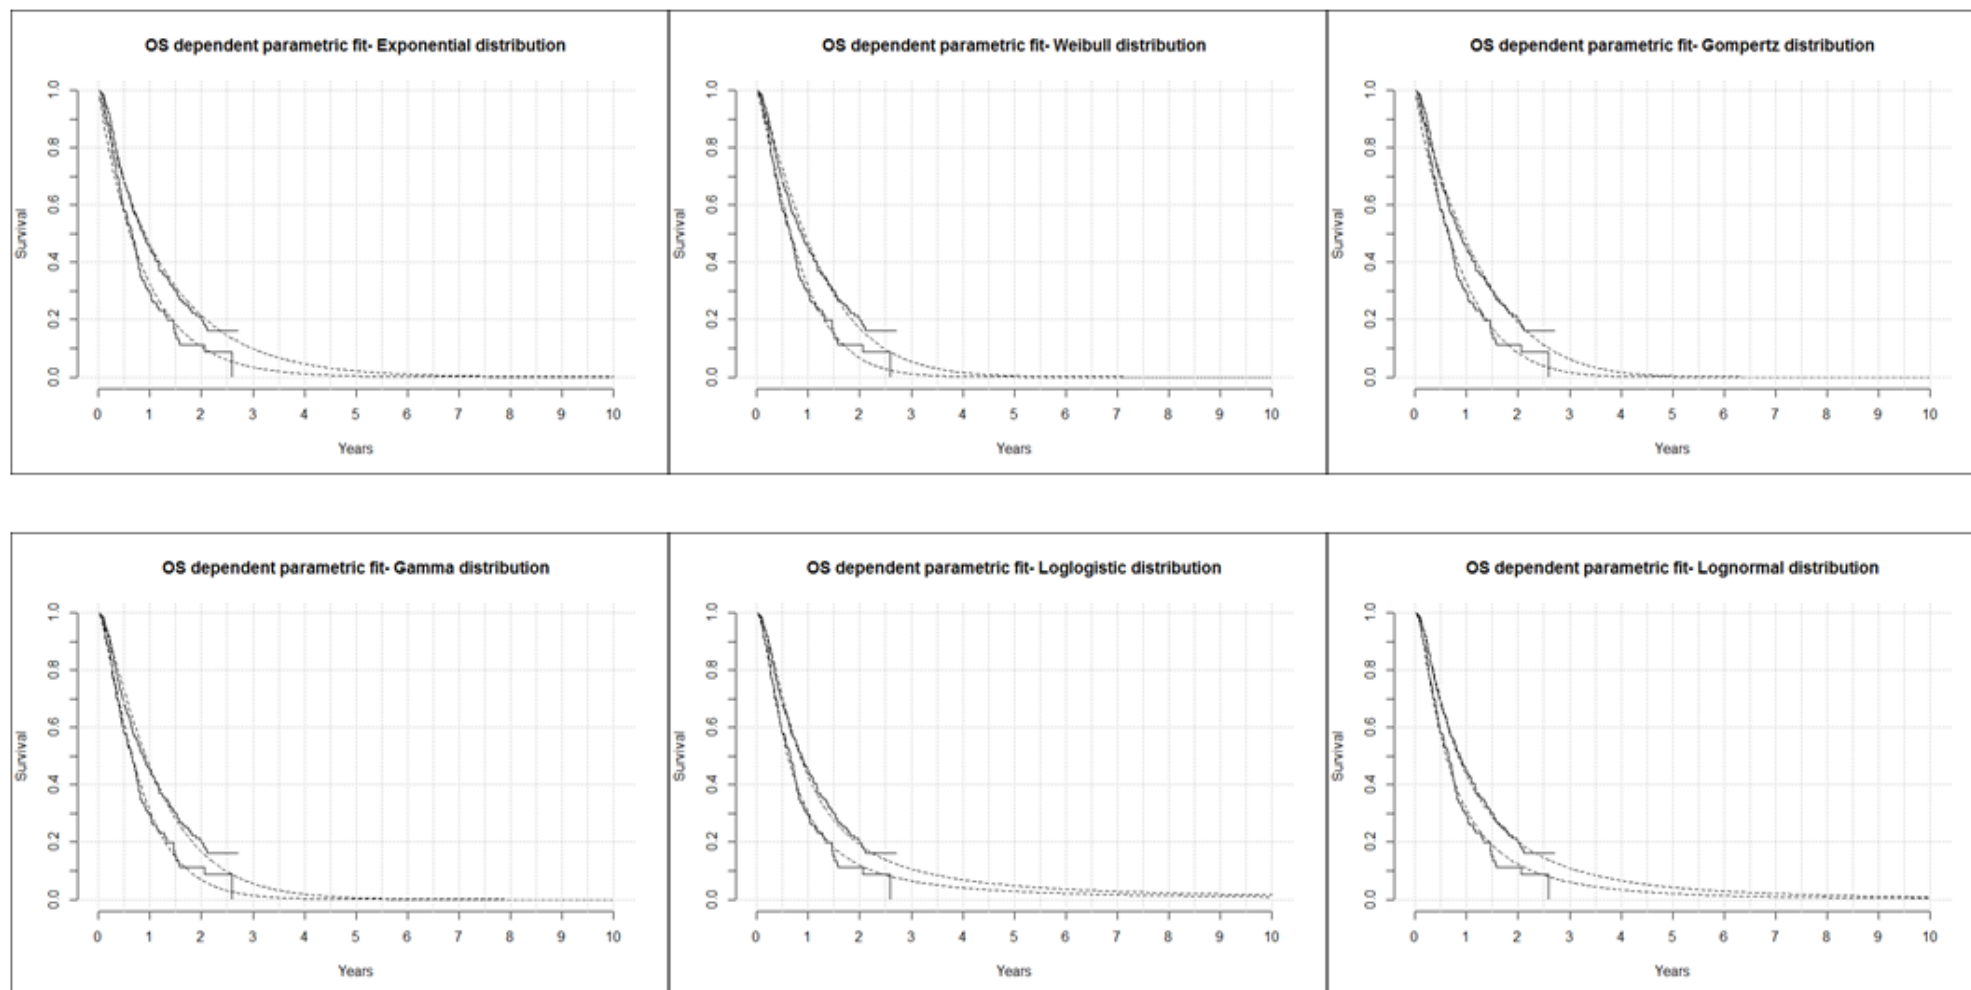 OS dependent parametric fit- Exponential distribution
Survival
0.0 0.2 0.4 0.6 0.8 1.0
0 1 2 3 4 5 6 7 8 9 10
Years
OS dependent parametric fit- Weibull distribution
Survival
0.0 0.2 0.4 0.6 0.8 1.0
0 1 2 3 4 5 6 7 8 9 10
Years
OS dependent parametric fit- Gompertz distribution
Survival
0.0 0.2 0.4 0.6 0.8 1.0
0 1 2 3 4 5 6 7 8 9 10
Years
OS dependent parametric fit- Gamma distribution
Survival
0.0 0.2 0.4 0.6 0.8 1.0
0 1 2 3 4 5 6 7 8 9 10
Years
OS dependent parametric fit- Loglogistic distribution
Survival
0.0 0.2 0.4 0.6 0.8 1.0
0 1 2 3 4 5 6 7 8 9 10
Years
OS dependent parametric fit- Lognormal distribution
Survival
0.0 0.2 0.4 0.6 0.8 1.0
0 1 2 3 4 5 6 7 8 9 10
Years